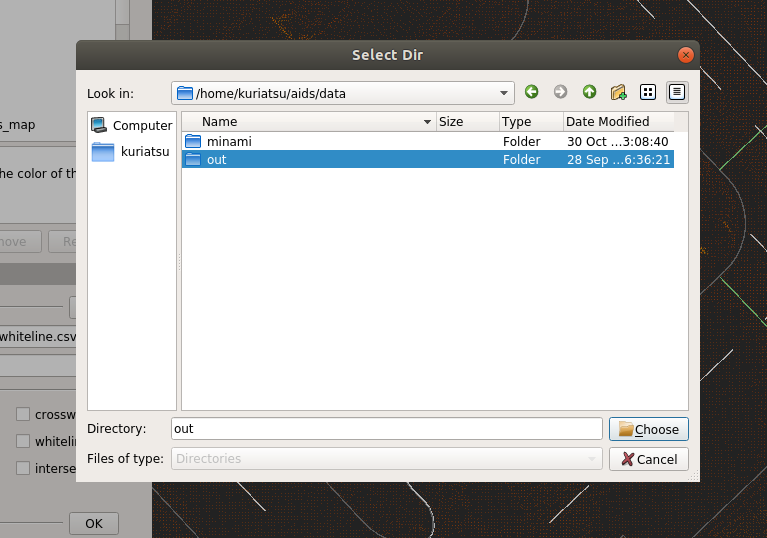 Select Dir
Look in: /home/kuriatsu/aids/data
s_map
Computer
kuriatsu
Name Size Type Date Modified
minami Folder 30 Oct ...3:08:40
out Folder 28 Sep ...6:36:21
he color of th
nove Re
whiteline.csv
crossw
whitelin
interse
Directory: out Choose
Files of type: Directories Cancel
OK